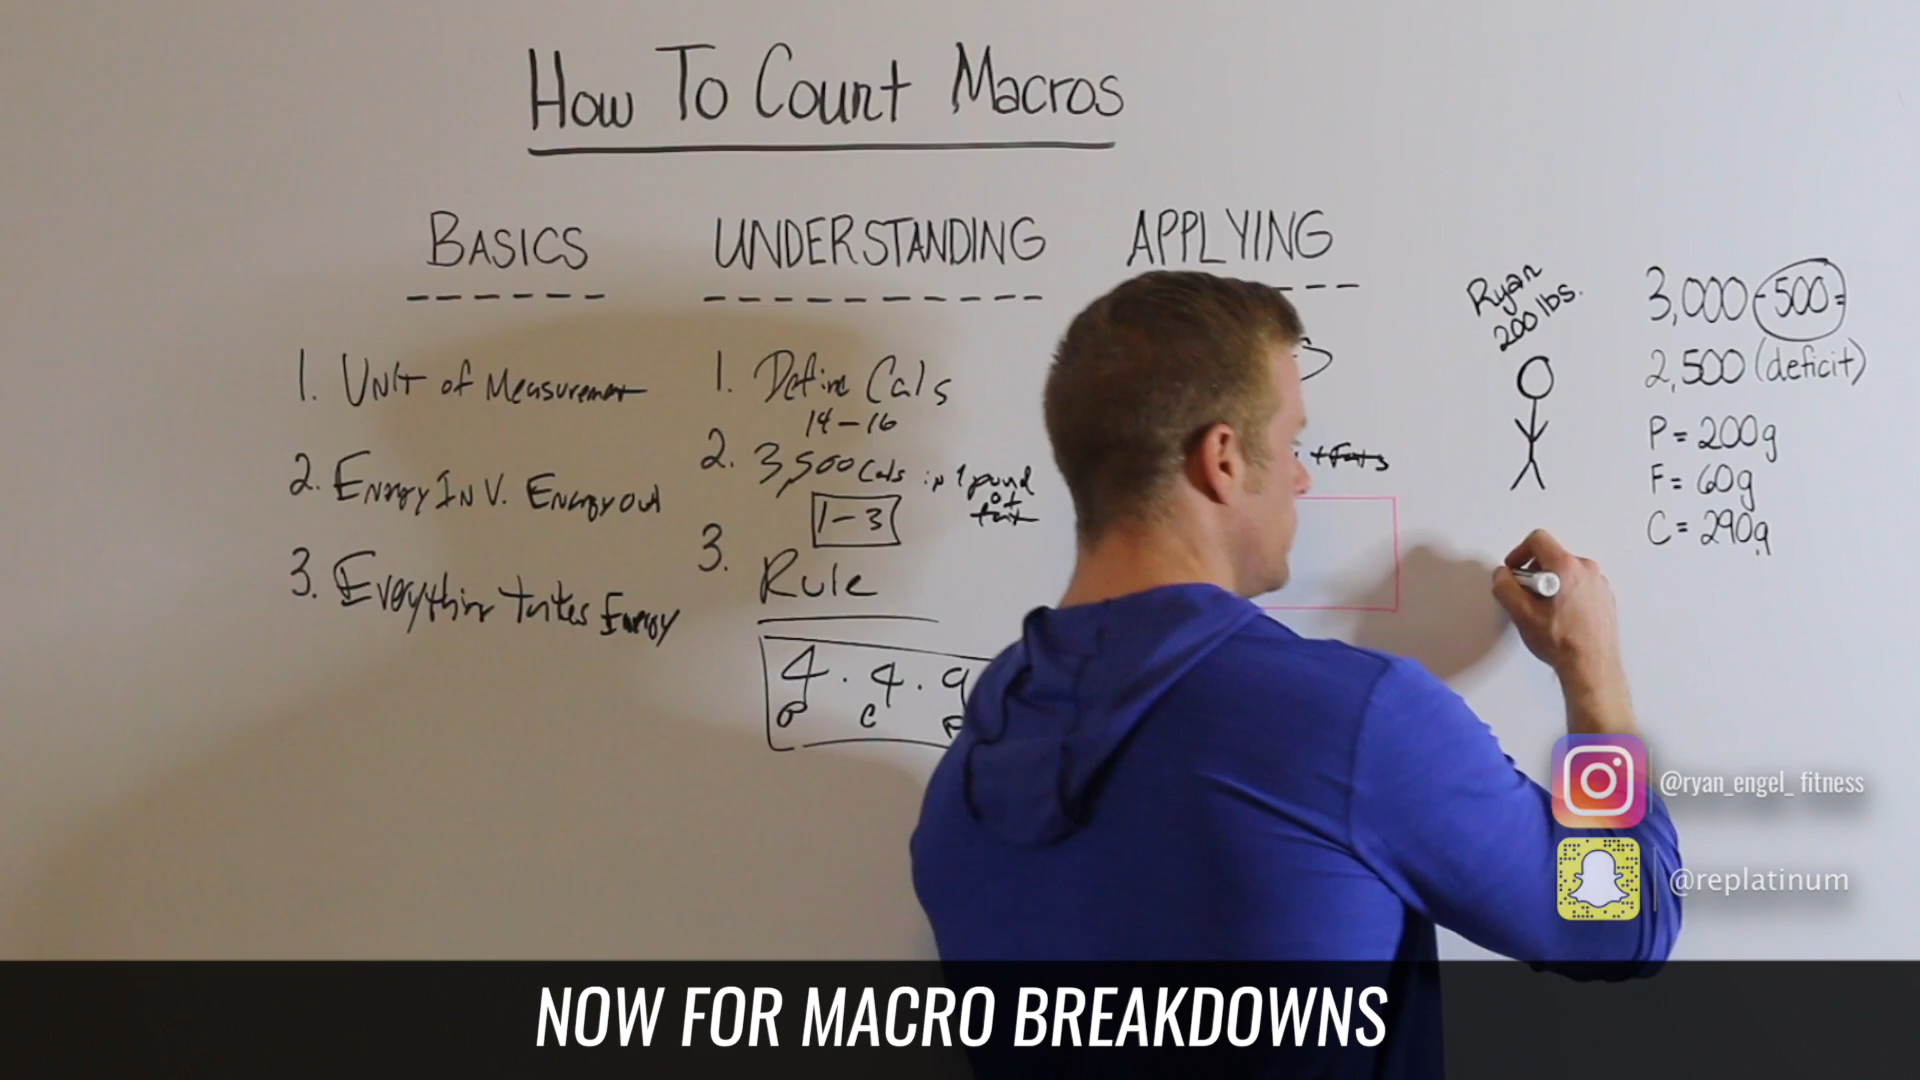 How To Count Macros
BASICS
1. Unit of Measurement
2. Energy In V. Energy out
3. Everything takes Energy
UNDERSTANDING
1. Define Cals
14-16
2. 3,500 Cals in 1 pound
of
fat
1-3
3. Rule
4 . 4 . 9
P C F
APPLYING
+ Fats
Ryan
200 lbs.
3,000 - 500 =
2,500 (deficit)
P = 200g
F = 60g
C = 290g
@ryan_engel_ fitness
@replatinum
NOW FOR MACRO BREAKDOWNS